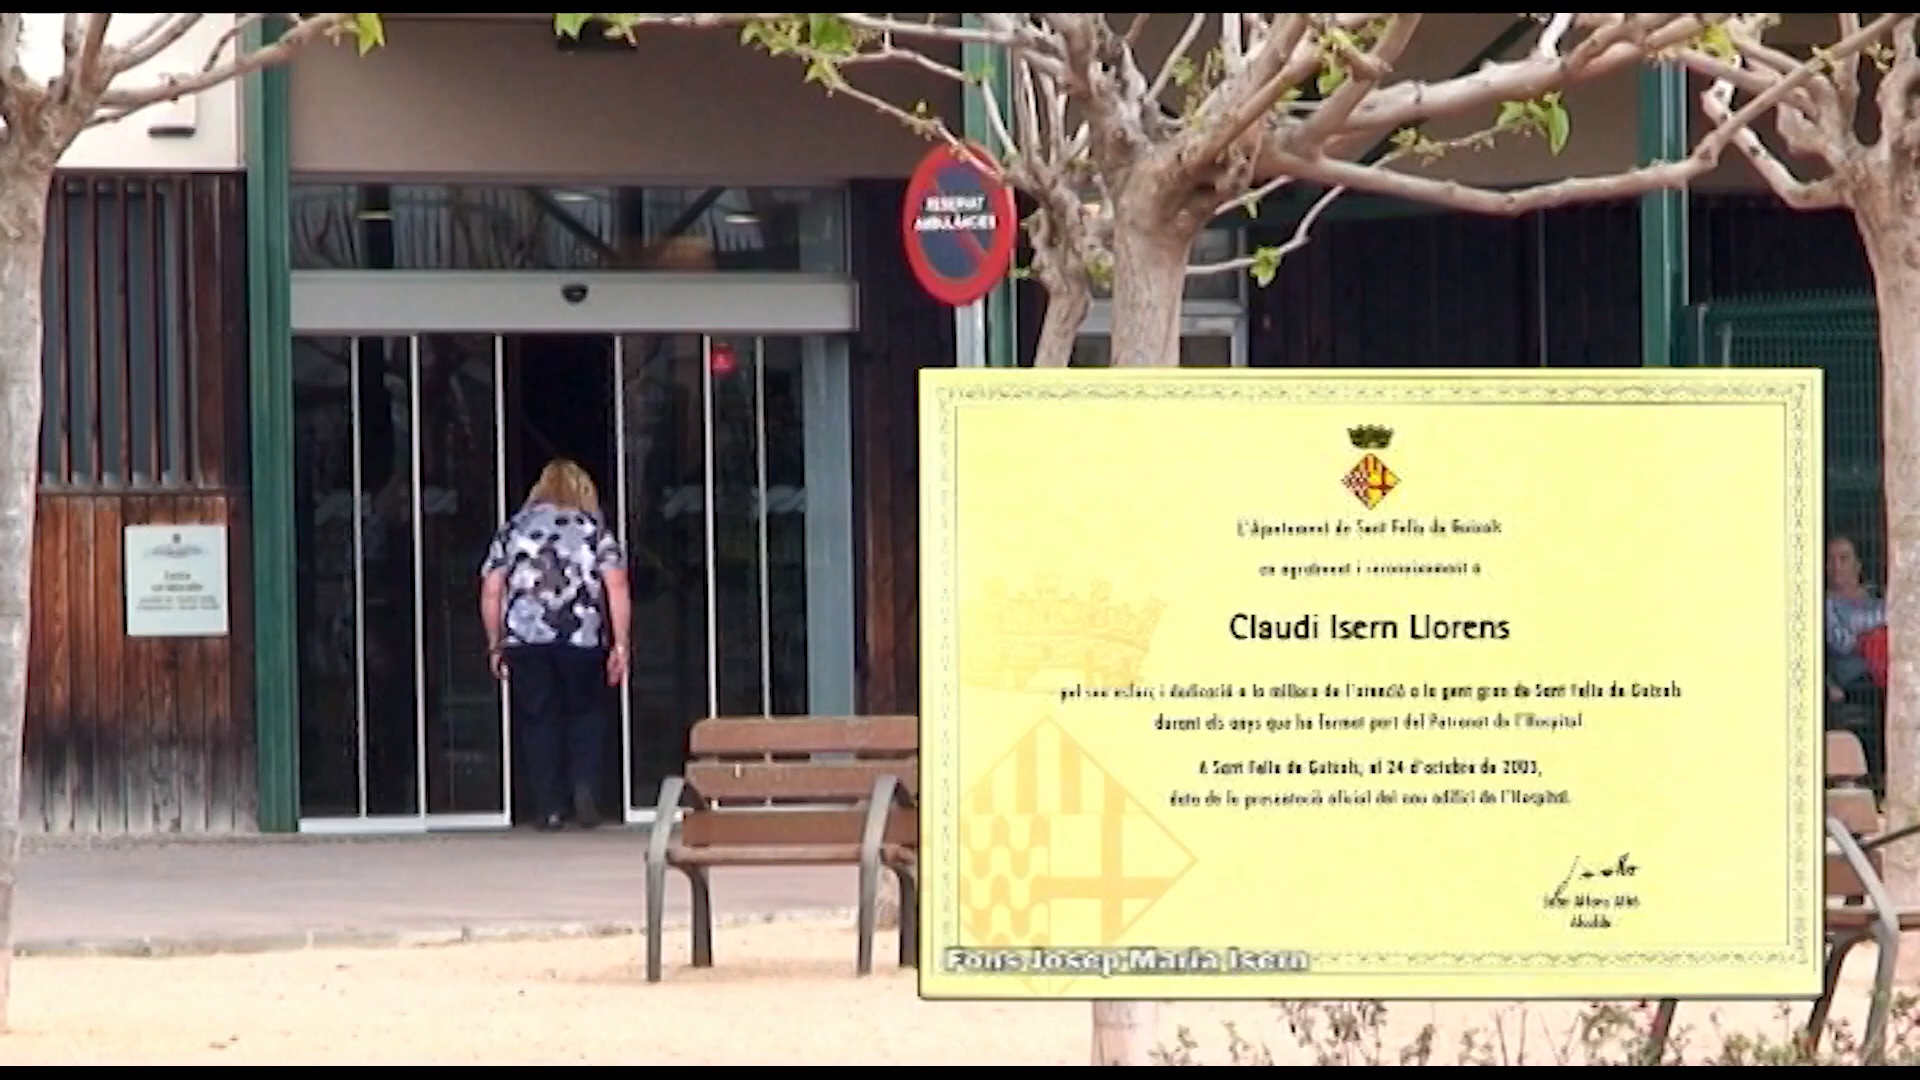 RESERVAT
AMBULÀNCIES
L'Ajuntament de Sant Feliu de Guíxols
en agraïment i reconeixement a
Claudi Isern Llorens
pel seu esforç i dedicació a la millora de l'atenció a la gent gran de Sant Feliu de Guíxols
durant els anys que ha format part del Patronat de l'Hospital.
A Sant Feliu de Guíxols, el 24 d'octubre de 2003,
data de la presentació oficial del nou edifici de l'Hospital.
Alcalde
Fons Josep Maria Isern